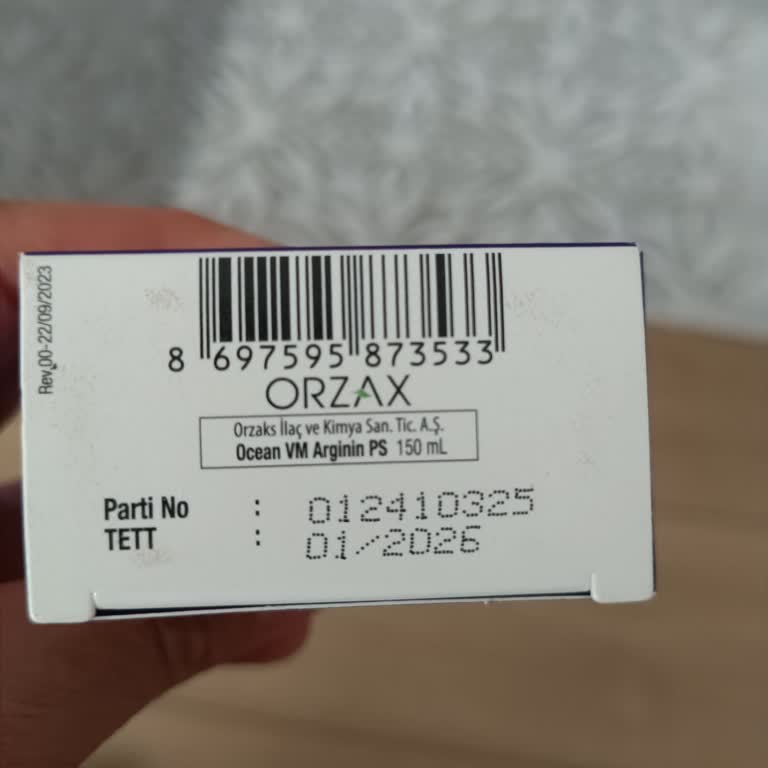 Rev.00-22/09/2023
8 697595 873533
ORZAX
Orzaks İlaç ve Kimya San. Tic. A.Ş.
Ocean VM Arginin PS 150 mL
Parti No : 012410325
TETT : 01/2026